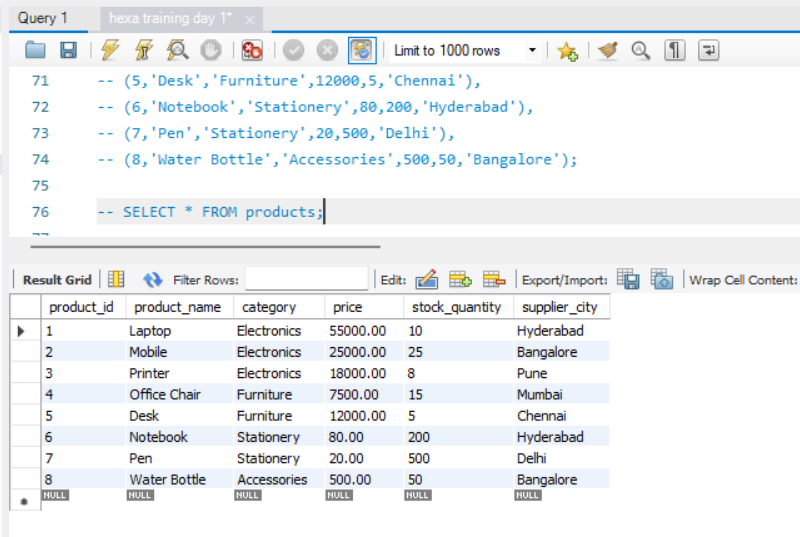 Query 1
hexa training day 1*
Limit to 1000 rows
71 -- (5,'Desk','Furniture',12000,5,'Chennai'),
72 -- (6,'Notebook','Stationery',80,200,'Hyderabad'),
73 -- (7,'Pen','Stationery',20,500,'Delhi'),
74 -- (8,'Water Bottle','Accessories',500,50,'Bangalore');
75
76 -- SELECT * FROM products;
Result Grid Filter Rows: Edit: Export/Import: Wrap Cell Content:
product_id product_name category price stock_quantity supplier_city
1 Laptop Electronics 55000.00 10 Hyderabad
2 Mobile Electronics 25000.00 25 Bangalore
3 Printer Electronics 18000.00 8 Pune
4 Office Chair Furniture 7500.00 15 Mumbai
5 Desk Furniture 12000.00 5 Chennai
6 Notebook Stationery 80.00 200 Hyderabad
7 Pen Stationery 20.00 500 Delhi
8 Water Bottle Accessories 500.00 50 Bangalore
NULL NULL NULL NULL NULL NULL